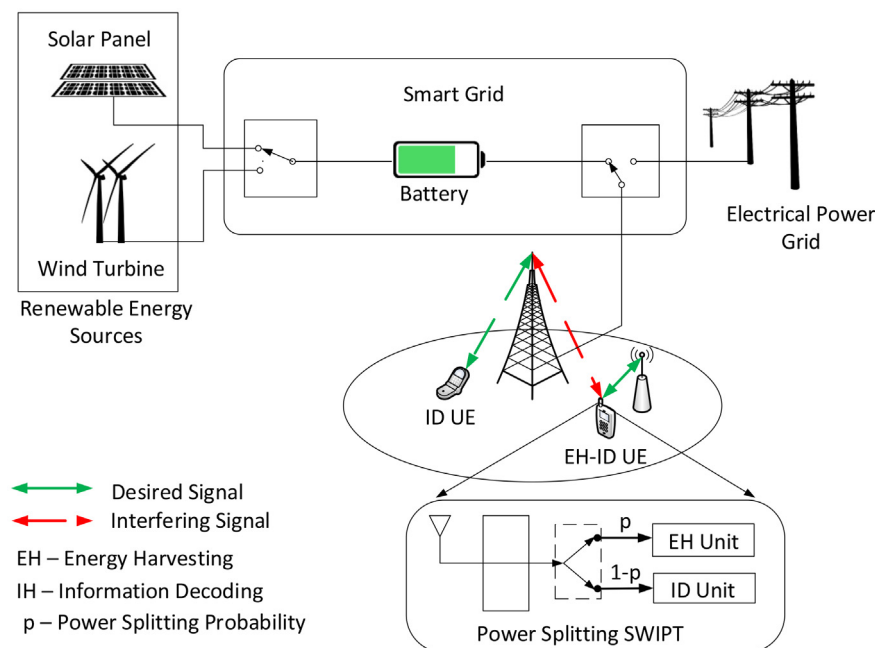 Solar Panel
Wind Turbine
Renewable Energy
Sources
Smart Grid
Battery
Electrical Power
Grid
ID UE
EH-ID UE
Desired Signal
Interfering Signal
EH – Energy Harvesting
IH – Information Decoding
p – Power Splitting Probability
p
EH Unit
1-p
ID Unit
Power Splitting SWIPT